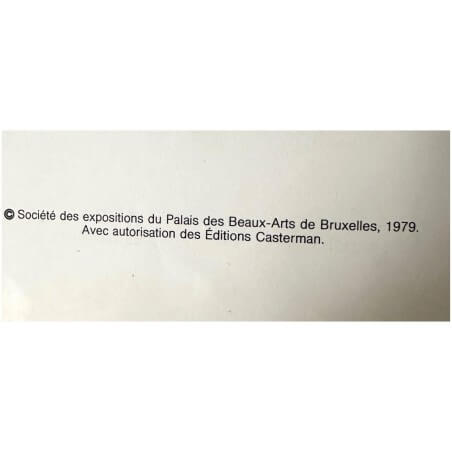 © Société des expositions du Palais des Beaux-Arts de Bruxelles, 1979.
Avec autorisation des Éditions Casterman.